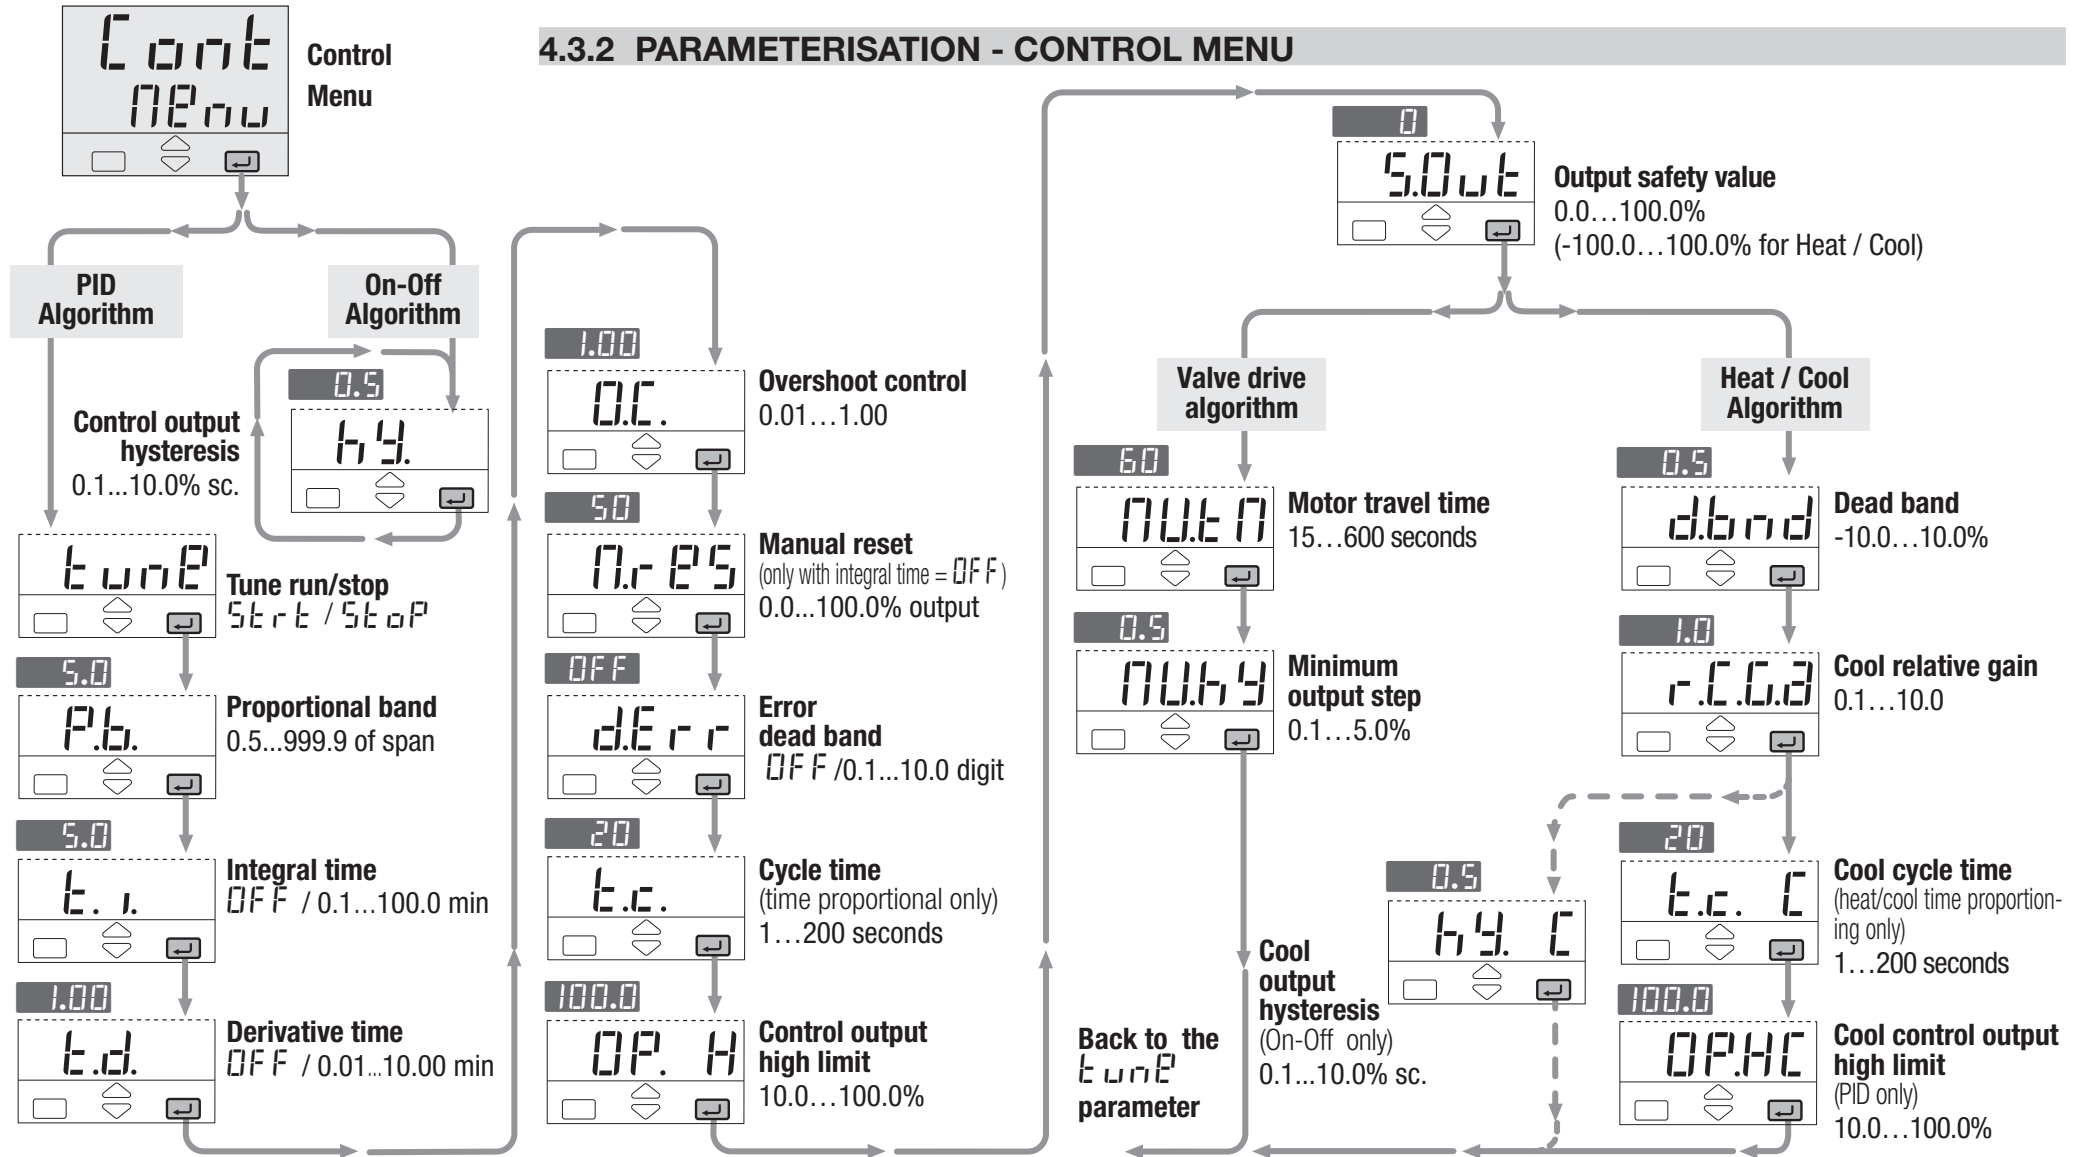 4.3.2 PARAMETERISATION - CONTROL MENU
Cont
MEnu
Control
Menu
PID
Algorithm
On-Off
Algorithm
0.5
hy.
Control output
hysteresis
0.1...10.0% sc.
tunE
Tune run/stop
Strt / StoP
5.0
P.b.
Proportional band
0.5...999.9 of span
5.0
t.i.
Integral time
OFF / 0.1...100.0 min
1.00
t.d.
Derivative time
OFF / 0.01...10.00 min
1.00
O.C.
Overshoot control
0.01…1.00
50
M.rES
Manual reset
(only with integral time = OFF)
0.0...100.0% output
OFF
d.Err
Error
dead band
OFF/0.1...10.0 digit
20
t.c.
Cycle time
(time proportional only)
1…200 seconds
100.0
OP. H
Control output
high limit
10.0…100.0%
0
S.Out
Output safety value
0.0…100.0%
(-100.0…100.0% for Heat / Cool)
Valve drive
algorithm
60
MV.tM
Motor travel time
15…600 seconds
0.5
MV.hy
Minimum
output step
0.1…5.0%
Back to the
tunE
parameter
Heat / Cool
Algorithm
0.5
d.bnd
Dead band
-10.0…10.0%
1.0
r.C.G.a
Cool relative gain
0.1…10.0
0.5
hy. C
Cool
output
hysteresis
(On-Off only)
0.1...10.0% sc.
20
t.c. C
Cool cycle time
(heat/cool time proportion-
ing only)
1…200 seconds
100.0
OP.HC
Cool control output
high limit
(PID only)
10.0…100.0%